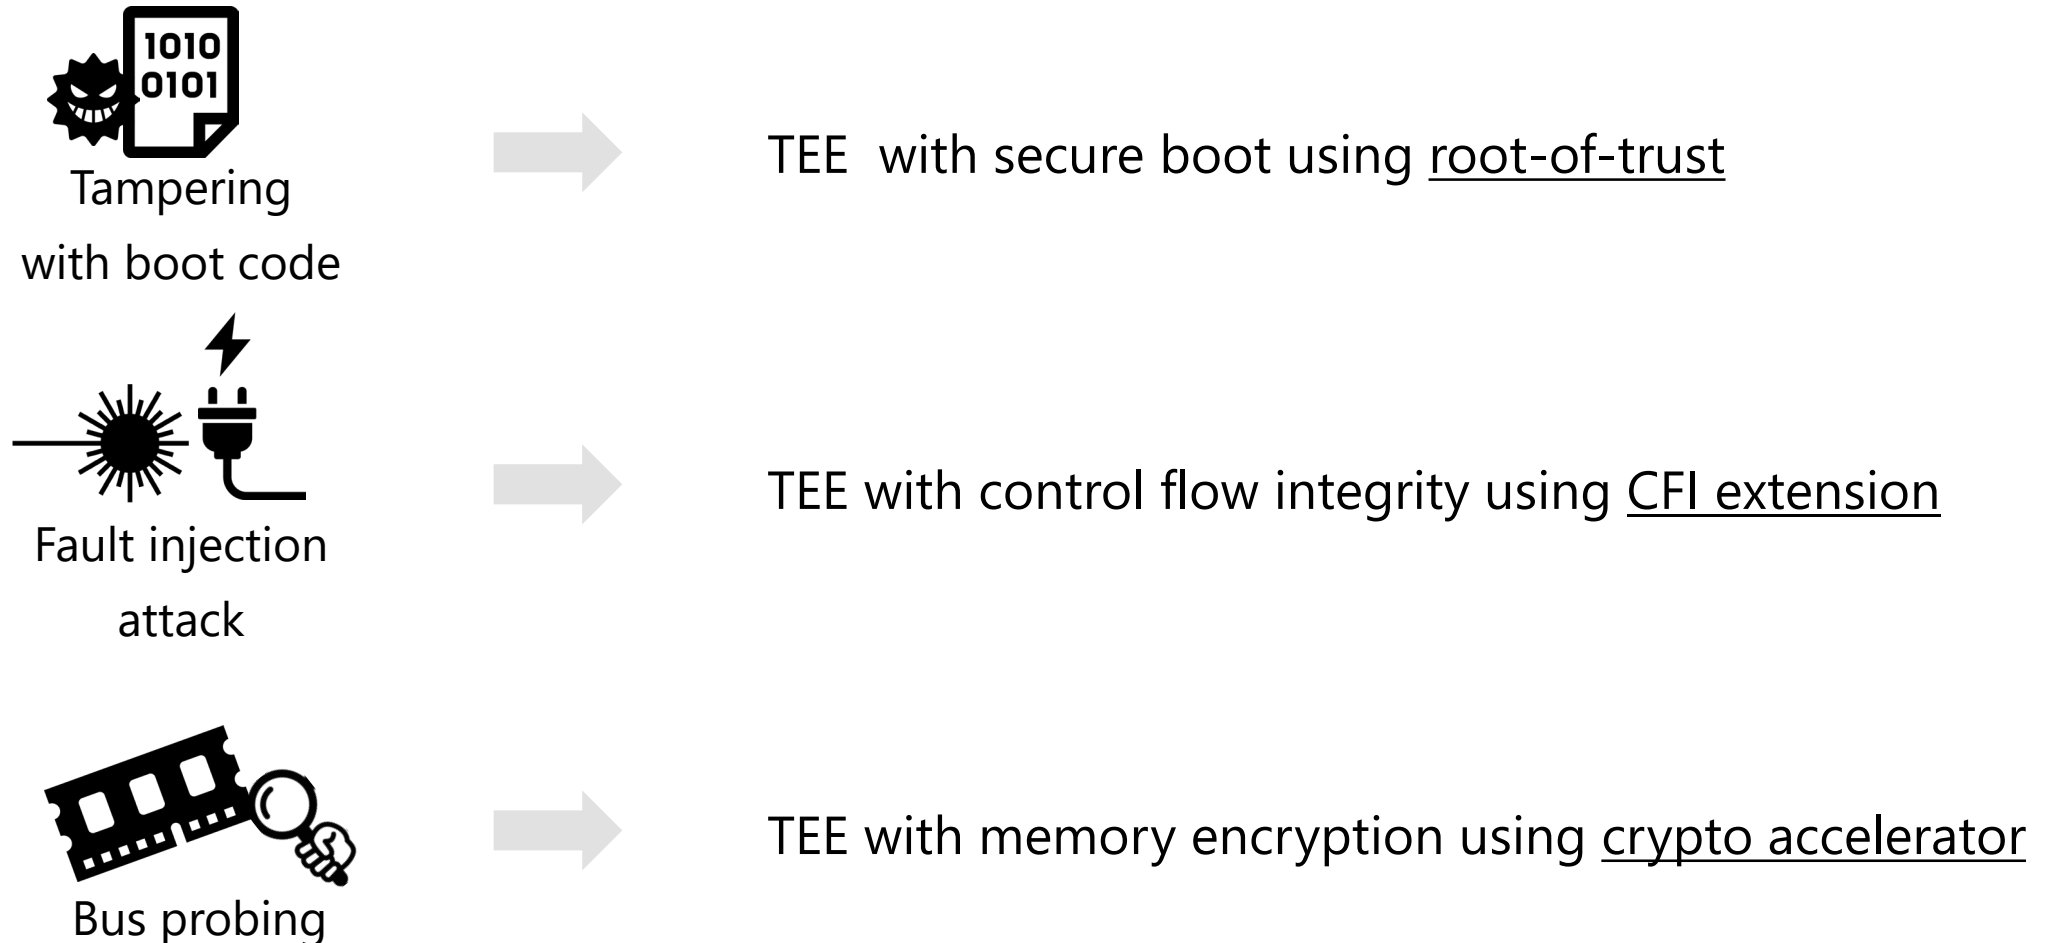 1010
0101
Tampering
with boot code
TEE  with secure boot using root-of-trust
Fault injection
attack
TEE with control flow integrity using CFI extension
Bus probing
TEE with memory encryption using crypto accelerator